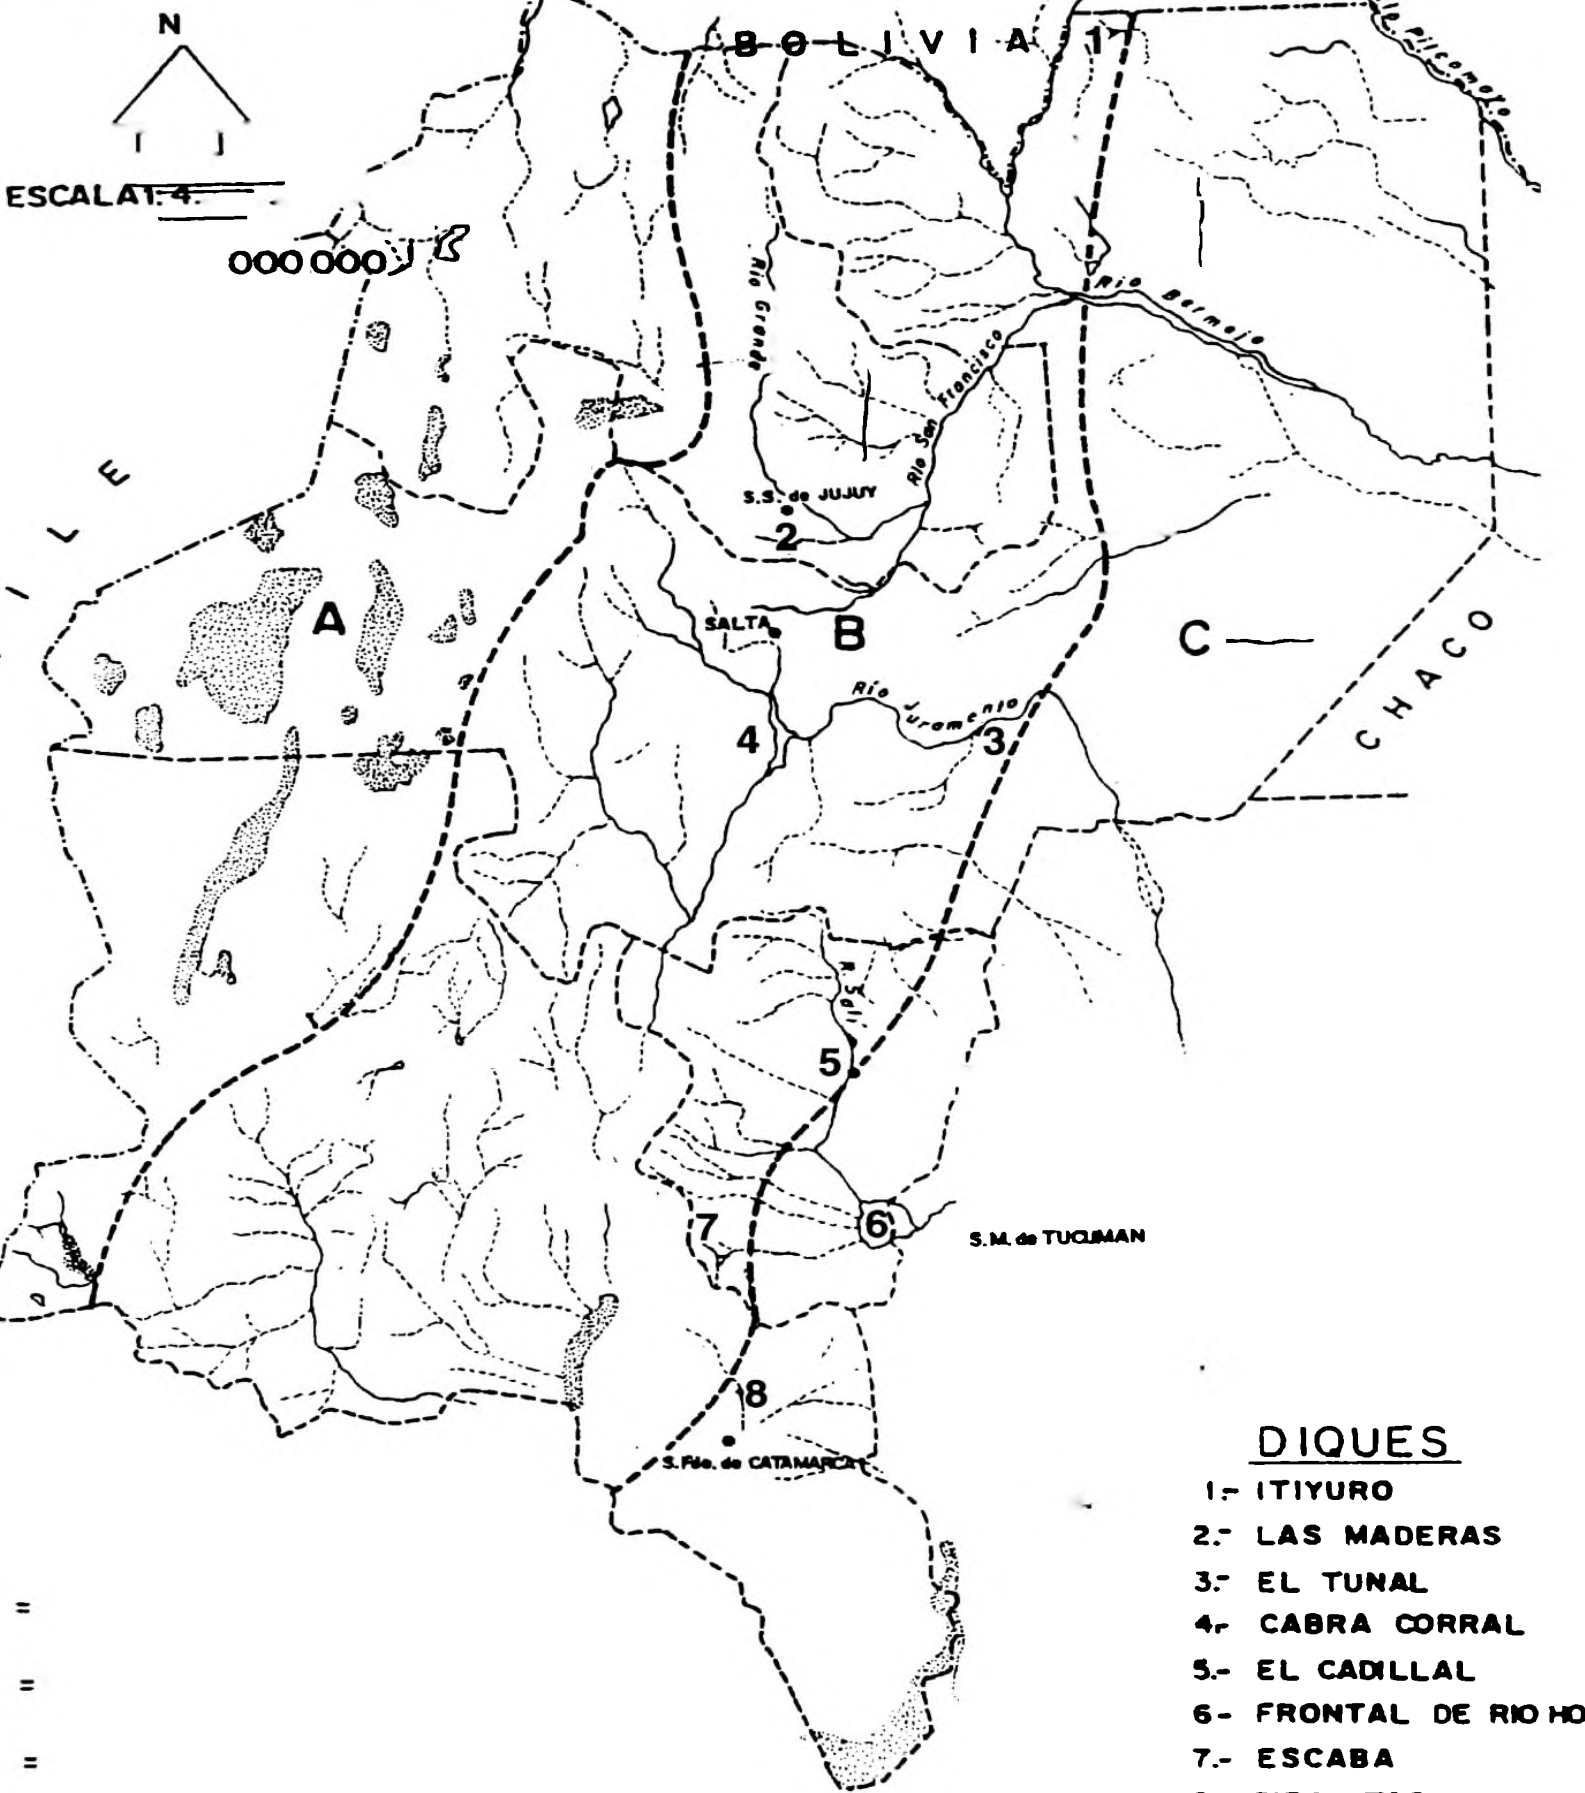 N
BOLIVIA
1
Pilcomayo
ESCALA 1:4.
000 000
Río Grande
Río Bermejo
Río San Francisco
E
L
L
I
S.S. de JUJUY
2
A
SALTA
B
C
CHACO
Río Juramento
4
3
R. Sali
5
7
6
S.M. de TUCUMAN
8
S. Fdo. de CATAMARCA
DIQUES
1.- ITIYURO
2.- LAS MADERAS
3.- EL TUNAL
4.- CABRA CORRAL
5.- EL CADILLAL
6- FRONTAL DE RIO HO
7.- ESCABA
=
=
=